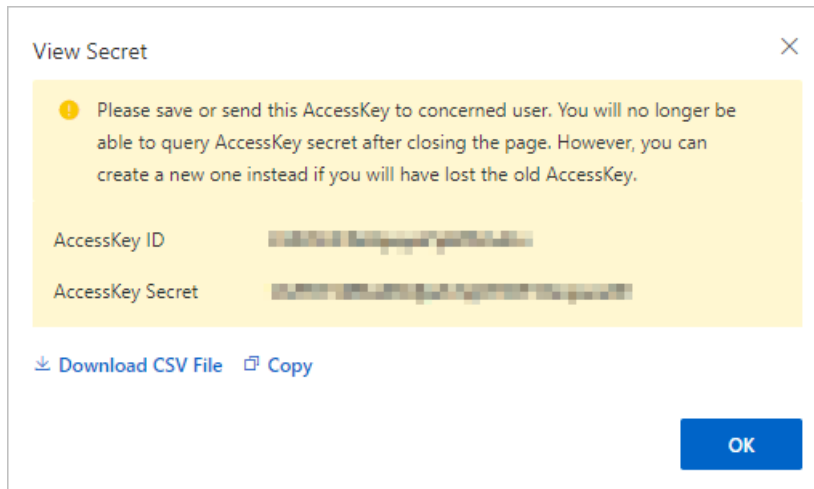 View Secret
Please save or send this AccessKey to concerned user. You will no longer be
able to query AccessKey secret after closing the page. However, you can
create a new one instead if you will have lost the old AccessKey.
AccessKey ID
AccessKey Secret
Download CSV File Copy
OK